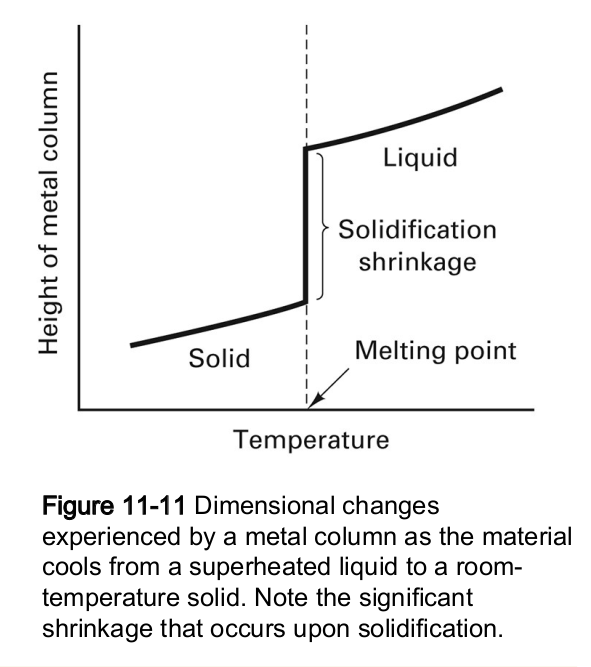 Height of metal column
Liquid
Solidification
shrinkage
Solid
Melting point
Temperature
Figure 11-11 Dimensional changes
experienced by a metal column as the material
cools from a superheated liquid to a room-
temperature solid. Note the significant
shrinkage that occurs upon solidification.